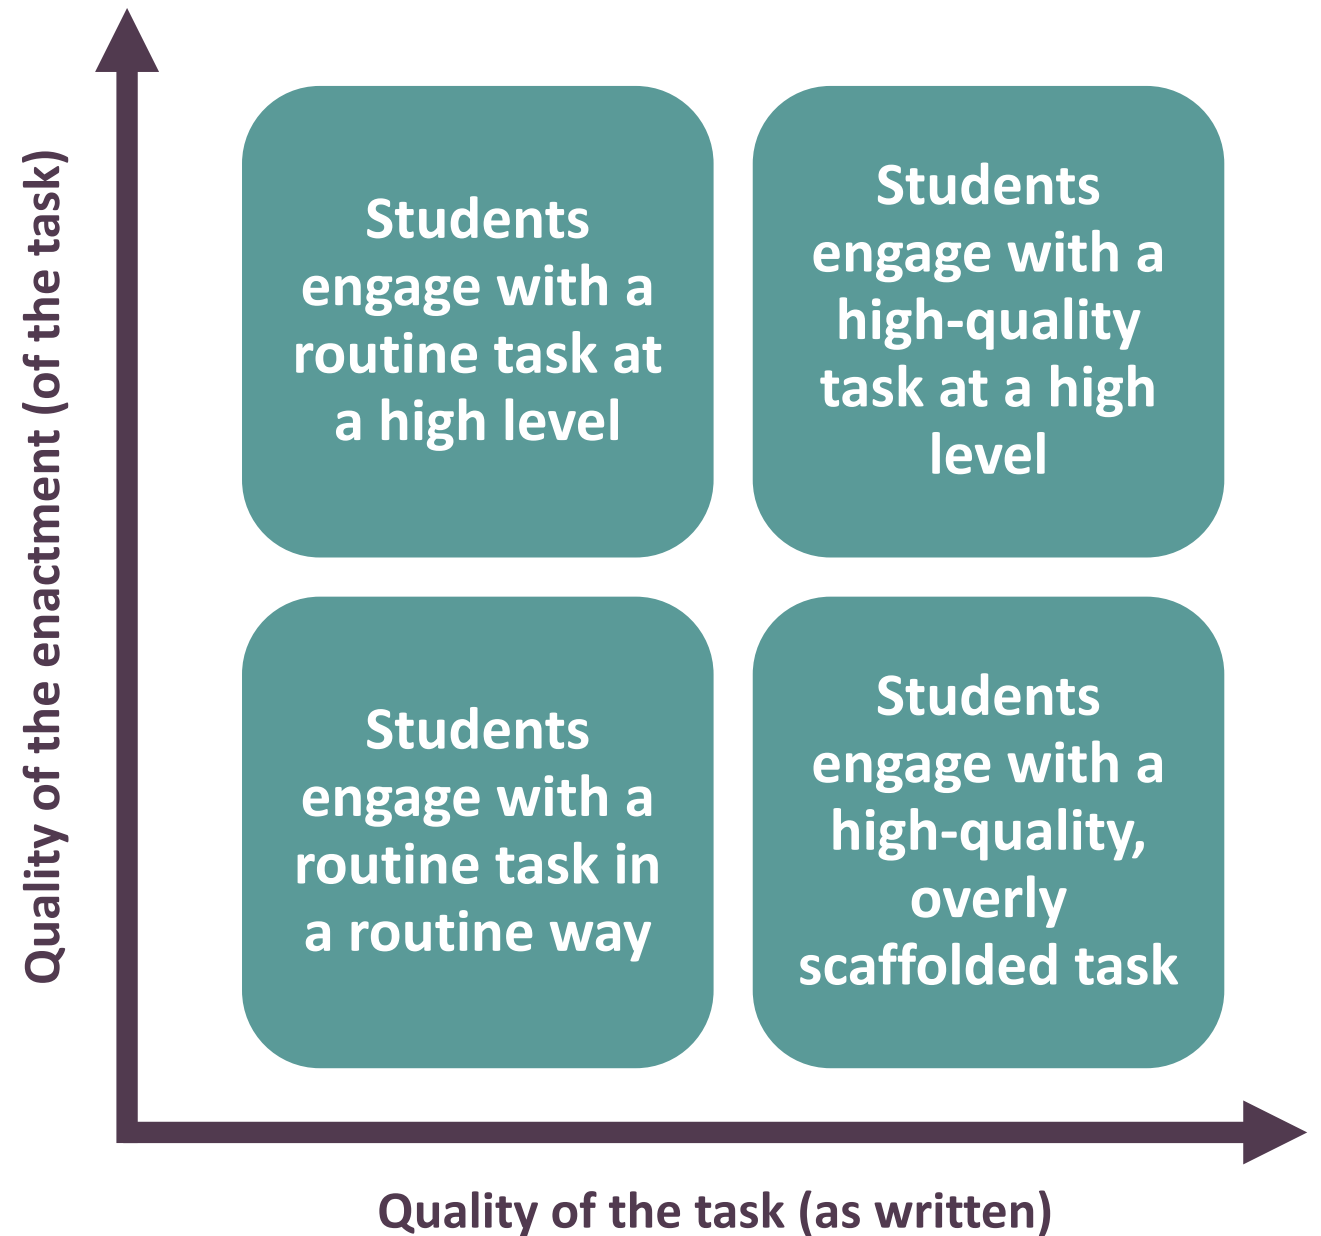 Quality of the enactment (of the task)
Students
engage with a
routine task at
a high level
Students
engage with a
high-quality
task at a high
level
Students
engage with a
routine task in
a routine way
Students
engage with a
high-quality,
overly
scaffolded task
Quality of the task (as written)